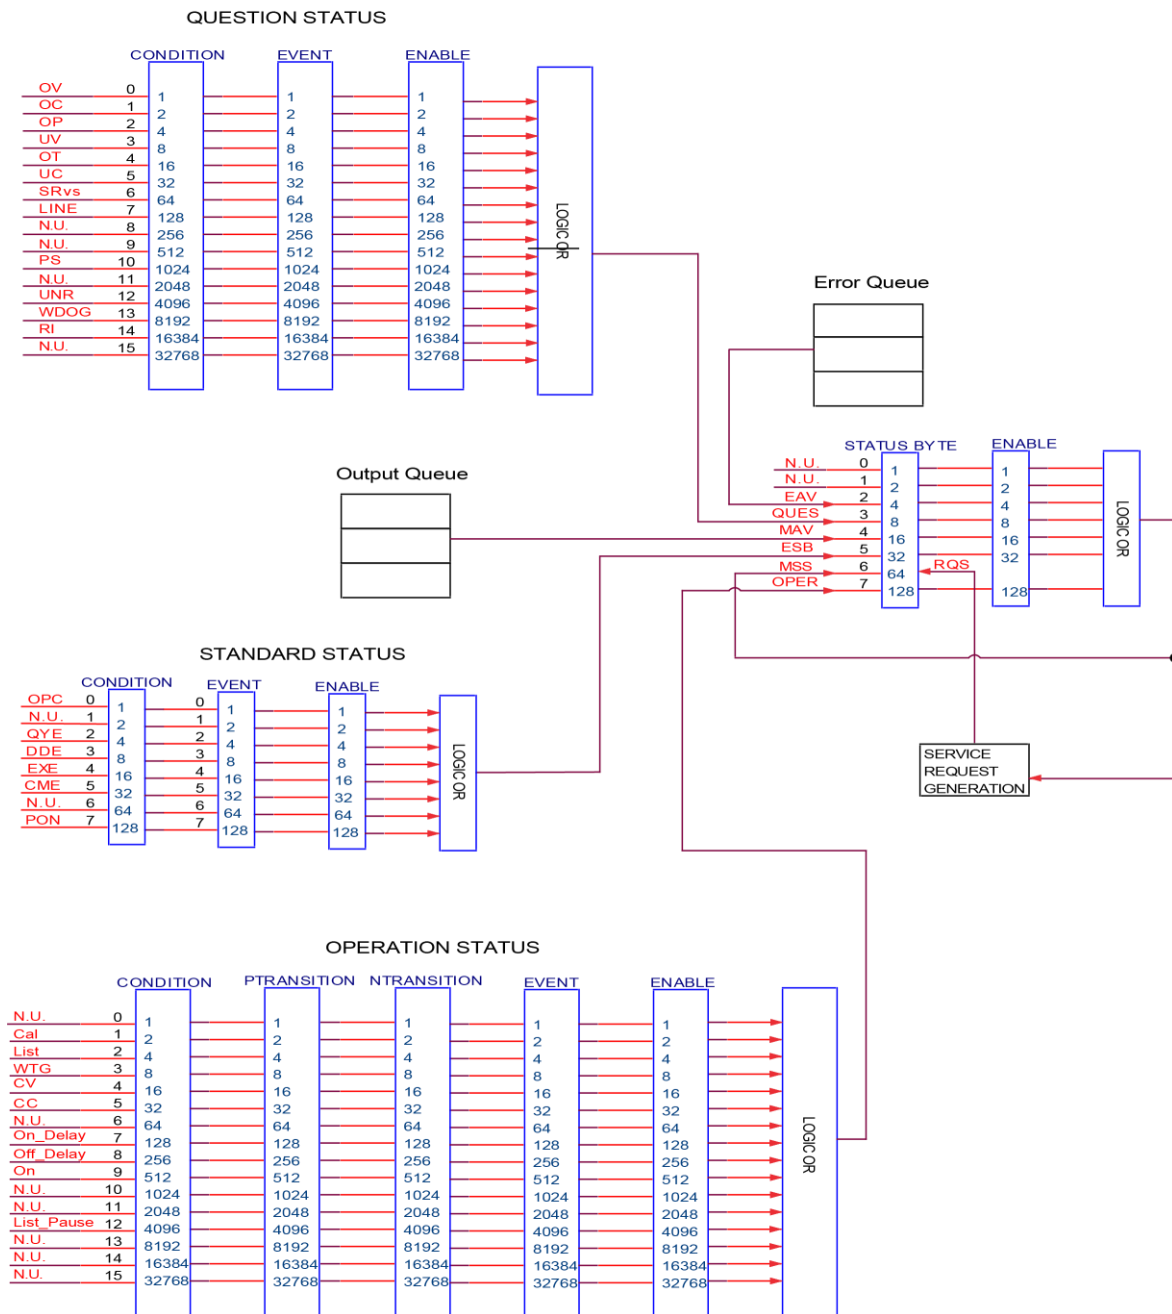 QUESTION STATUS
CONDITION EVENT ENABLE
OV 0 1 1 1
OC 1 2 2 2
OP 2 4 4 4
UV 3 8 8 8
OT 4 16 16 16
UC 5 32 32 32
SRvs 6 64 64 64
LINE 7 128 128 128
N.U. 8 256 256 256
N.U. 9 512 512 512
PS 10 1024 1024 1024
N.U. 11 2048 2048 2048
UNR 12 4096 4096 4096
WDOG 13 8192 8192 8192
RI 14 16384 16384 16384
N.U. 15 32768 32768 32768
LOGIC OR
Error Queue
Output Queue
STATUS BYTE ENABLE
N.U. 0 1 1
N.U. 1 2 2
EAV 2 4 4
QUES 3 8 8
MAV 4 16 16
ESB 5 32 32
MSS 6 64 RQS
OPER 7 128 128
LOGIC OR
SERVICE
REQUEST
GENERATION
STANDARD STATUS
CONDITION EVENT ENABLE
OPC 0 1 0 1 1
N.U. 1 2 1 2 2
QYE 2 4 2 4 4
DDE 3 8 3 8 8
EXE 4 16 4 16 16
CME 5 32 5 32 32
N.U. 6 64 6 64 64
PON 7 128 7 128 128
LOGIC OR
OPERATION STATUS
CONDITION PTRANSITION NTRANSITION EVENT ENABLE
N.U. 0 1 1 1 1 1
Cal 1 2 2 2 2 2
List 2 4 4 4 4 4
WTG 3 8 8 8 8 8
CV 4 16 16 16 16 16
CC 5 32 32 32 32 32
N.U. 6 64 64 64 64 64
On_Delay 7 128 128 128 128 128
Off_Delay 8 256 256 256 256 256
On 9 512 512 512 512 512
N.U. 10 1024 1024 1024 1024 1024
N.U. 11 2048 2048 2048 2048 2048
List_Pause 12 4096 4096 4096 4096 4096
N.U. 13 8192 8192 8192 8192 8192
N.U. 14 16384 16384 16384 16384 16384
N.U. 15 32768 32768 32768 32768 32768
LOGIC OR